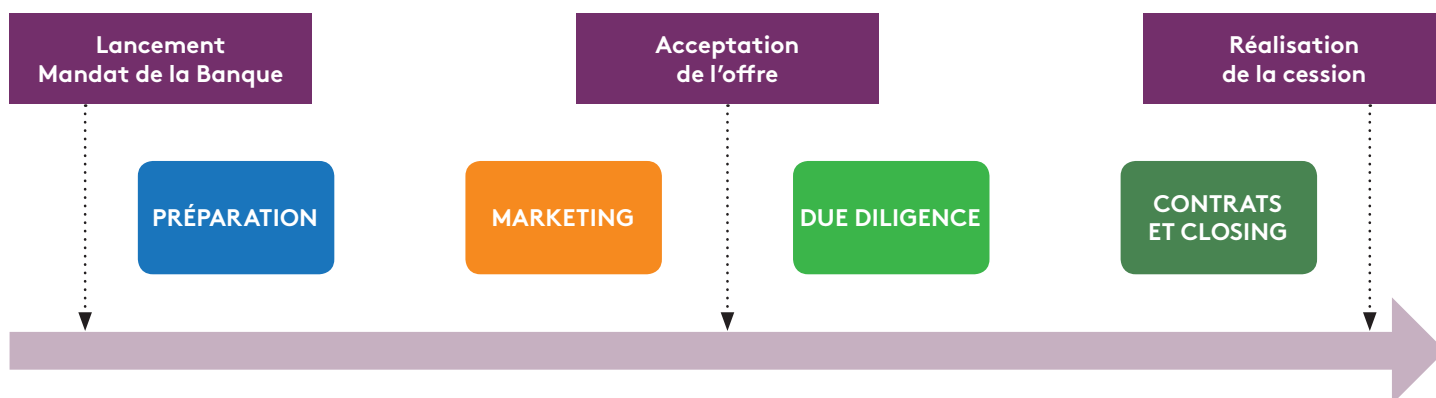 Lancement
Mandat de la Banque
Acceptation
de l’offre
Réalisation
de la cession
PRÉPARATION
MARKETING
DUE DILIGENCE
CONTRATS
ET CLOSING